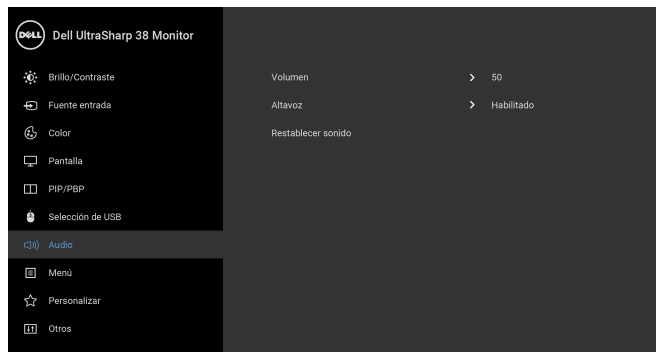 DELL Dell UltraSharp 38 Monitor
Brillo/Contraste
Fuente entrada
Color
Pantalla
PIP/PBP
Selección de USB
Audio
Menú
Personalizar
Otros
Volumen > 50
Altavoz > Habilitado
Restablecer sonido